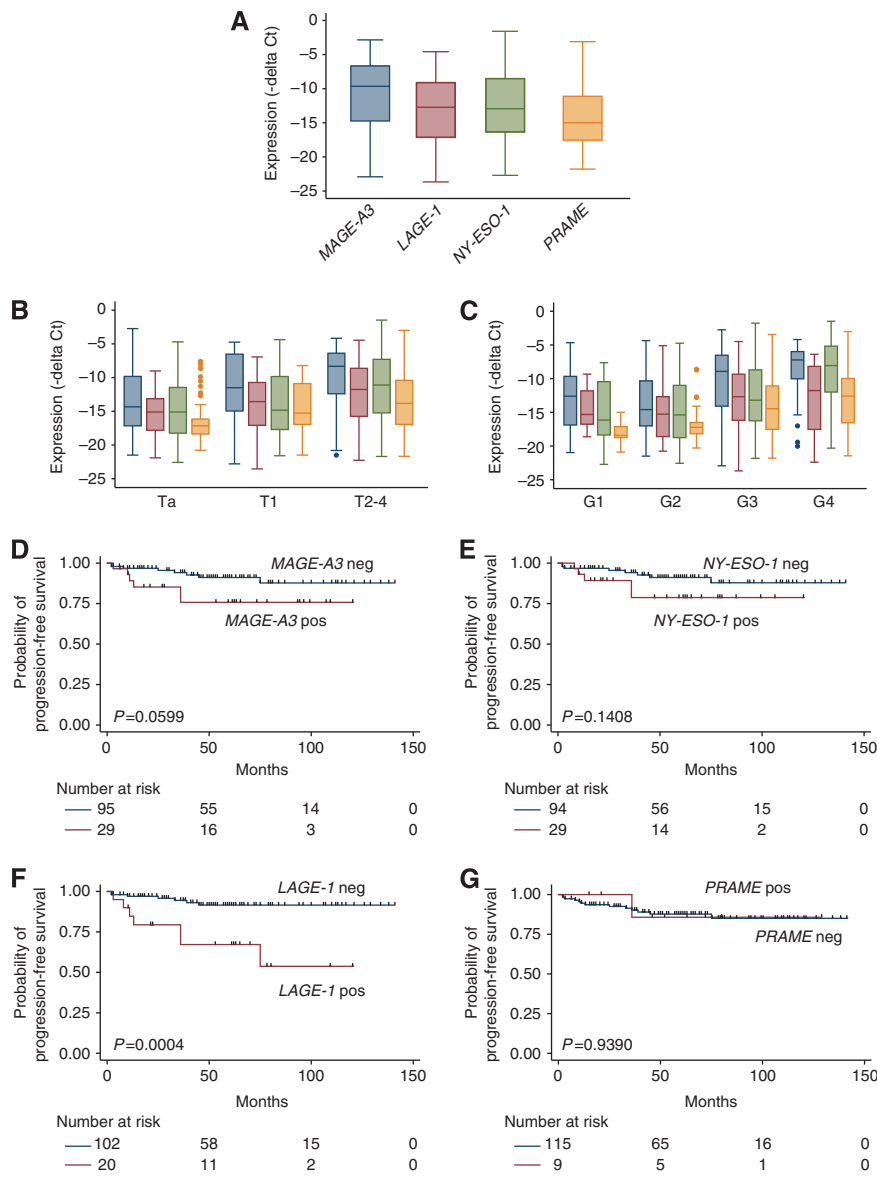 A
Expression (-delta Ct)
0
–5
–10
–15
–20
–25
MAGE-A3
LAGE-1
NY-ESO-1
PRAME
B
Expression (-delta Ct)
0
–5
–10
–15
–20
–25
Ta
T1
T2-4
C
Expression (-delta Ct)
0
–5
–10
–15
–20
–25
G1
G2
G3
G4
D
Probability of
progression-free survival
1.00
0.75
0.50
0.25
0.00
MAGE-A3 neg
MAGE-A3 pos
P=0.0599
0
50
100
150
Months
Number at risk
95 55 14 0
29 16 3 0
E
Probability of
progression-free survival
1.00
0.75
0.50
0.25
0.00
NY-ESO-1 neg
NY-ESO-1 pos
P=0.1408
0
50
100
150
Months
Number at risk
94 56 15 0
29 14 2 0
F
Probability of
progression-free survival
1.00
0.75
0.50
0.25
0.00
LAGE-1 neg
LAGE-1 pos
P=0.0004
0
50
100
150
Months
Number at risk
102 58 15 0
20 11 2 0
G
Probability of
progression-free survival
1.00
0.75
0.50
0.25
0.00
PRAME pos
PRAME neg
P=0.9390
0
50
100
150
Months
Number at risk
115 65 16 0
9 5 1 0